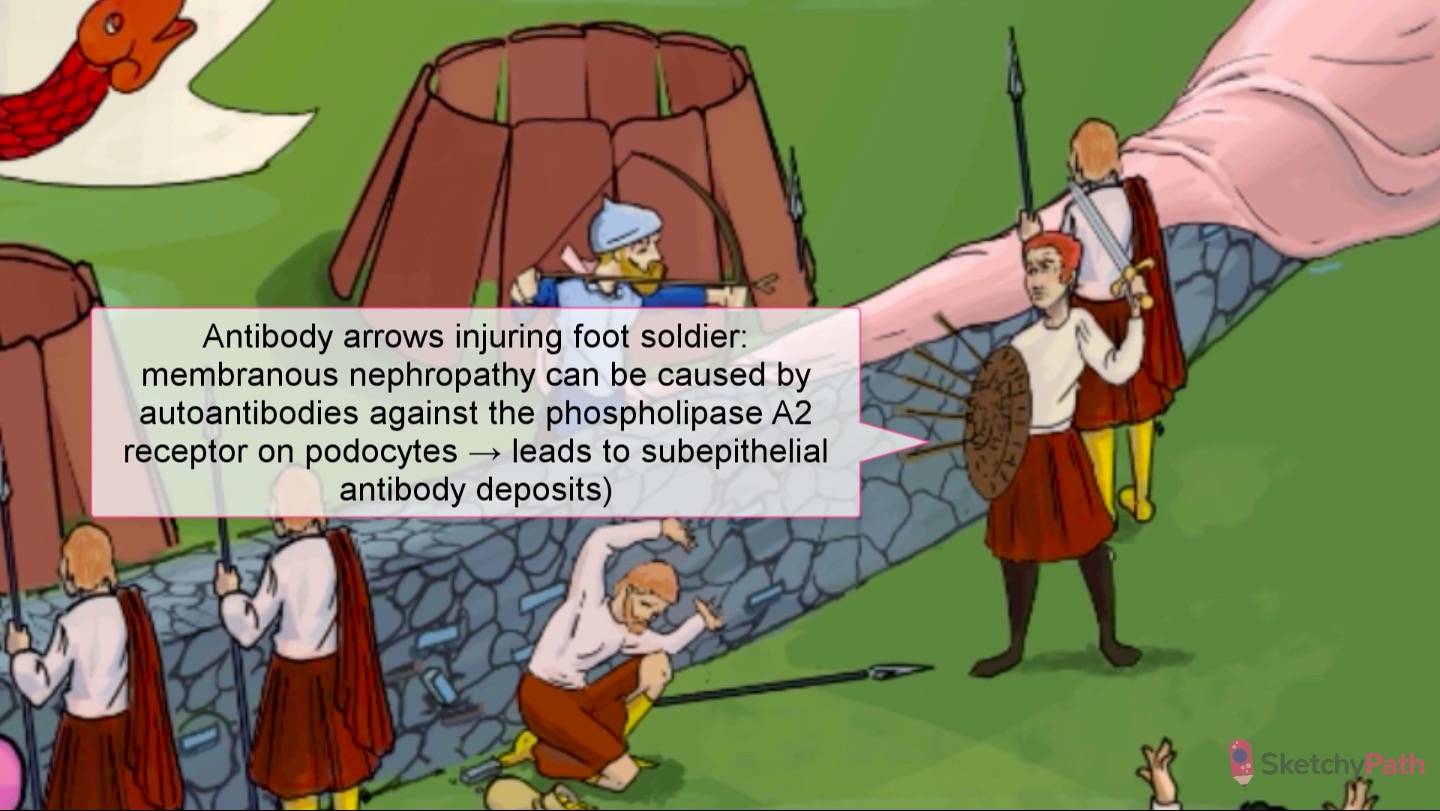 Antibody arrows injuring foot soldier:
membranous nephropathy can be caused by
autoantibodies against the phospholipase A2
receptor on podocytes → leads to subepithelial
antibody deposits)
SketchyPath